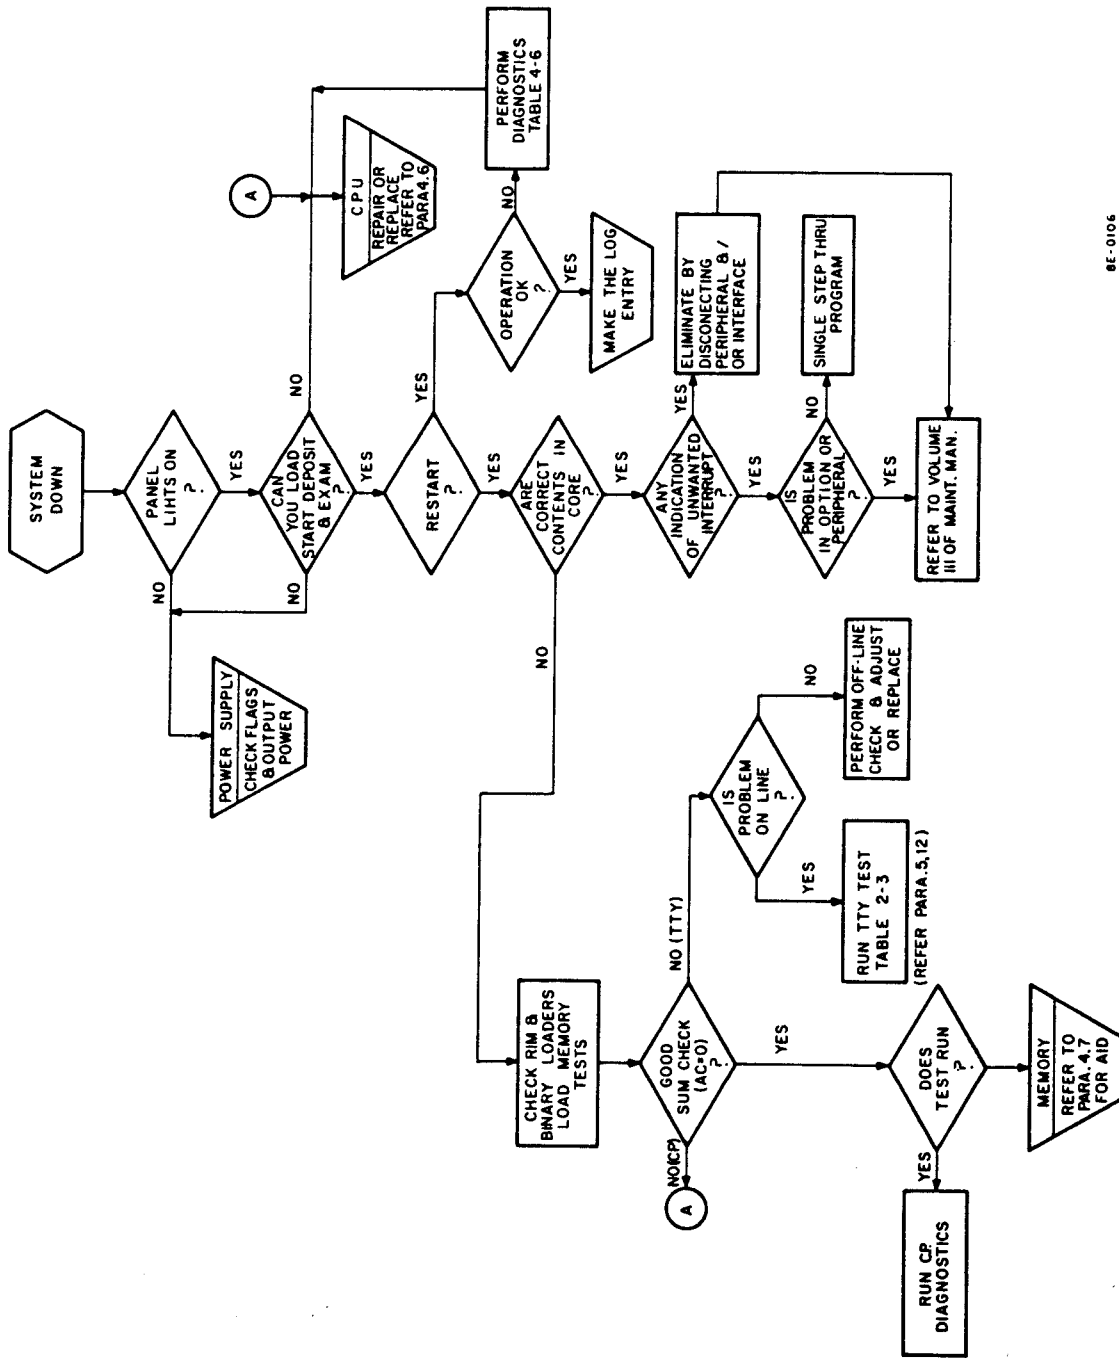 SYSTEM
DOWN
PANEL
LIHTS ON
?
YES
NO
CAN
YOU LOAD
START DEPOSIT
& EXAM
?
NO
NO
YES
POWER SUPPLY
CHECK FLAGS
& OUTPUT
POWER
A
CPU
REPAIR OR
REPLACE
REFER TO
PARA 4.6
RESTART
?
YES
YES
OPERATION
OK
?
NO
YES
PERFORM
DIAGNOSTICS
TABLE 4-6
MAKE THE LOG
ENTRY
ARE
CORRECT
CONTENTS IN
CORE
?
NO
YES
ANY
INDICATION
OF UNWANTED
INTERRUPT
?
YES
YES
ELIMINATE BY
DISCONECTING
PERIPHERAL & /
OR INTERFACE
IS
PROBLEM
IN OPTION OR
PERIPHERAL
?
NO
YES
SINGLE STEP THRU
PROGRAM
REFER TO VOLUME
III OF MAINT. MAN.
CHECK RIM &
BINARY LOADERS
LOAD MEMORY
TESTS
GOOD
SUM CHECK
(AC=0)
?
NO(CP)
A
NO (TTY)
YES
IS
PROBLEM
ON LINE
?
YES
NO
RUN TTY TEST
TABLE 2-3
(REFER PARA.5,12)
PERFORM OFF-LINE
CHECK & ADJUST
OR REPLACE
DOES
TEST RUN
?
YES
RUN C.P.
DIAGNOSTICS
MEMORY
REFER TO
PARA. 4.7
FOR AID
8E-0106